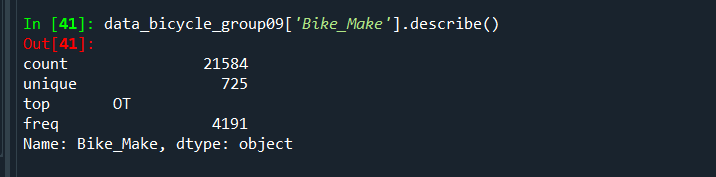 In [41]: data_bicycle_group09['Bike_Make'].describe()
Out[41]:
count 21584
unique 725
top OT
freq 4191
Name: Bike_Make, dtype: object